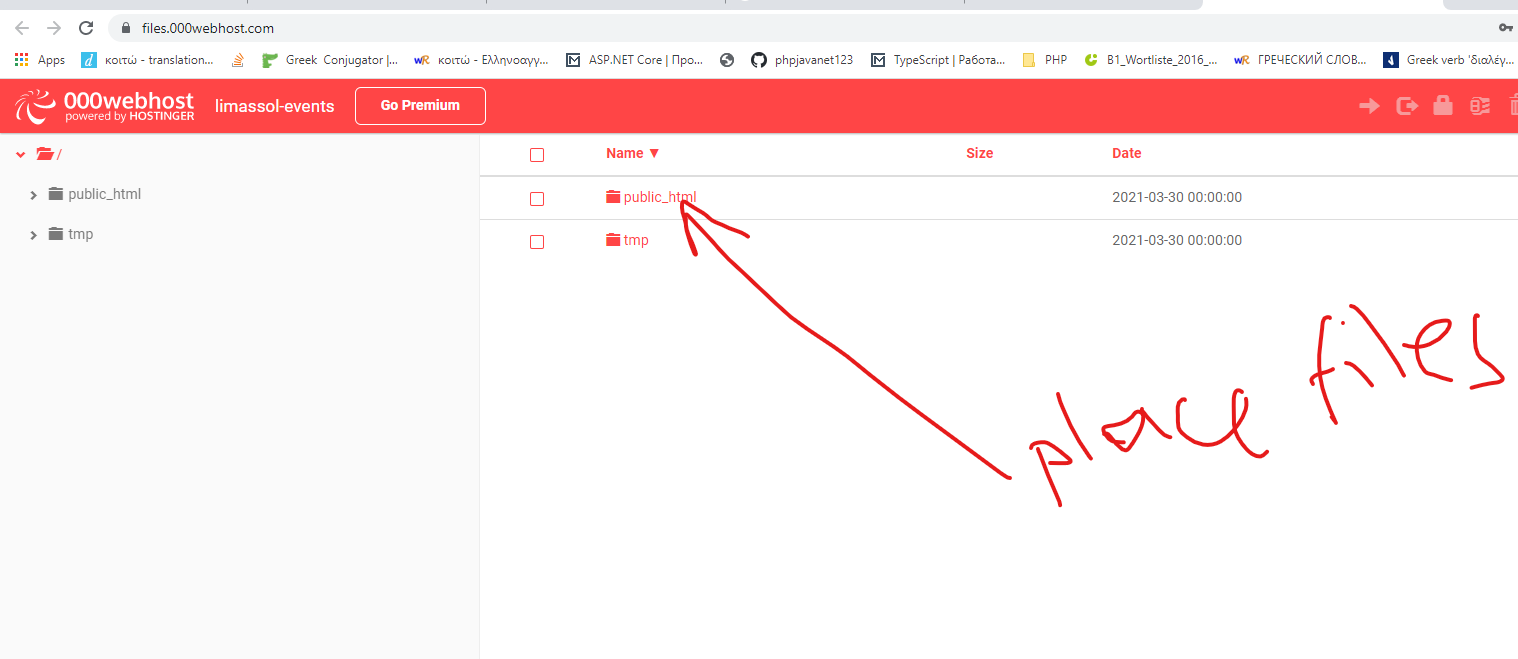 files.000webhost.com
Apps
κοιτώ - translation...
Greek Conjugator |...
κοιτώ - Ελληνοαγγ...
ASP.NET Core | Про...
phpjavanet123
TypeScript | Работа...
PHP
B1_Wortliste_2016_...
ГРЕЧЕСКИЙ СЛОВ...
Greek verb 'διαλέγ...
000webhost
powered by HOSTINGER
limassol-events
Go Premium
/
public_html
tmp
Name ▼ Size Date
public_html 2021-03-30 00:00:00
tmp 2021-03-30 00:00:00
place files